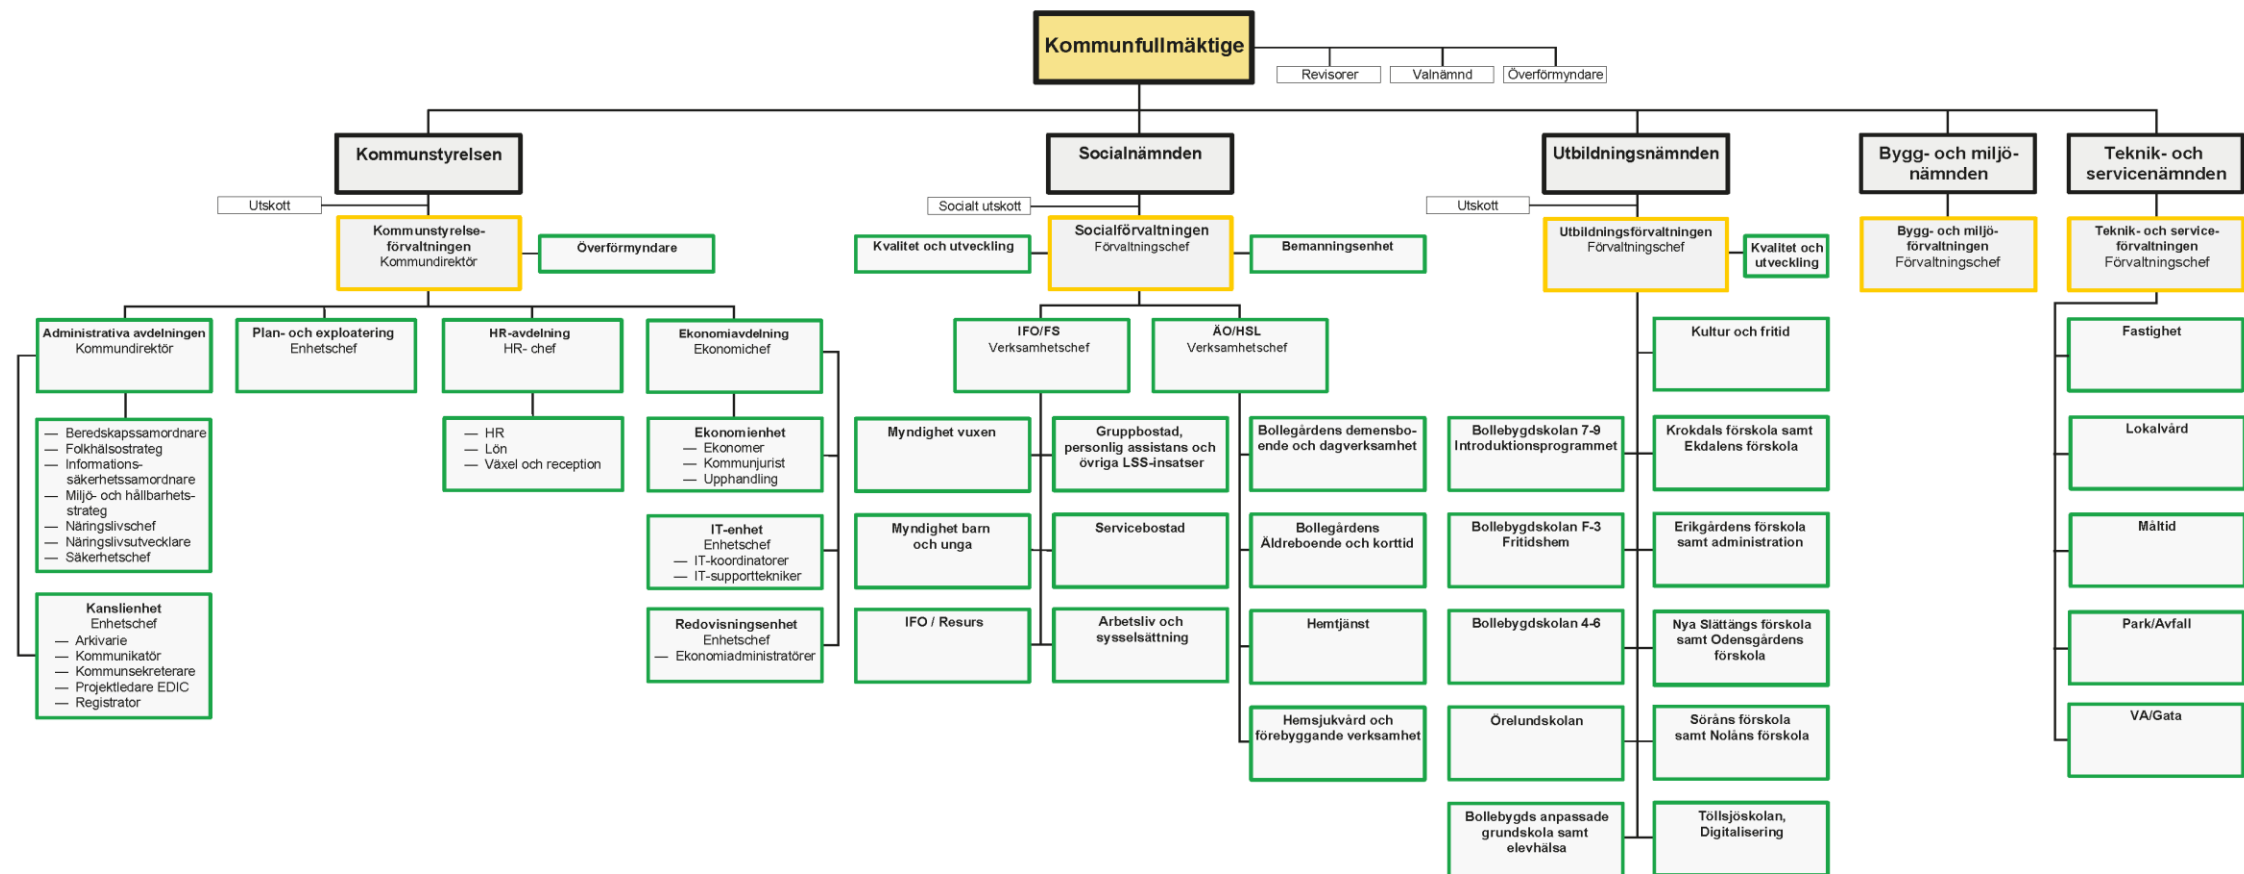 Kommunfullmäktige
Revisorer
Valnämnd
Överförmyndare
Kommunstyrelsen
Utskott
Kommunstyrelse-
förvaltningen
Kommundirektör
Överförmyndare
Administrativa avdelningen
Kommundirektör
— Beredskapssamordnare
— Folkhälsostrateg
— Informations-
säkerhetssamordnare
— Miljö- och hållbarhets-
strateg
— Näringslivschef
— Näringslivsutvecklare
— Säkerhetschef
Kanslienhet
Enhetschef
— Arkivarie
— Kommunikatör
— Kommunsekreterare
— Projektledare EDIC
— Registrator
Plan- och exploatering
Enhetschef
HR-avdelning
HR- chef
— HR
— Lön
— Växel och reception
Ekonomiavdelning
Ekonomichef
Ekonomienhet
— Ekonomer
— Kommunjurist
— Upphandling
IT-enhet
Enhetschef
— IT-koordinatorer
— IT-supporttekniker
Redovisningsenhet
Enhetschef
— Ekonomiadministratörer
Socialnämnden
Socialt utskott
Socialförvaltningen
Förvaltningschef
Kvalitet och utveckling
Bemanningsenhet
IFO/FS
Verksamhetschef
Myndighet vuxen
Gruppbostad,
personlig assistans och
övriga LSS-insatser
Myndighet barn
och unga
Servicebostad
IFO / Resurs
Arbetsliv och
sysselsättning
ÄO/HSL
Verksamhetschef
Bollegårdens demensbo-
ende och dagverksamhet
Bollegårdens
Äldreboende och korttid
Hemtjänst
Hemsjukvård och
förebyggande verksamhet
Utbildningsnämnden
Utskott
Utbildningsförvaltningen
Förvaltningschef
Kvalitet och
utveckling
Kultur och fritid
Bollebygdskolan 7-9
Introduktionsprogrammet
Krokdals förskola samt
Ekdalens förskola
Bollebygdskolan F-3
Fritidshem
Erikgårdens förskola
samt administration
Bollebygdskolan 4-6
Nya Slättängs förskola
samt Odensgårdens
förskola
Örelundskolan
Söråns förskola
samt Nolåns förskola
Bollebygds anpassade
grundskola samt
elevhälsa
Töllsjöskolan,
Digitalisering
Bygg- och miljö-
nämnden
Bygg- och miljö-
förvaltningen
Förvaltningschef
Teknik- och
servicenämnden
Teknik- och service-
förvaltningen
Förvaltningschef
Fastighet
Lokalvård
Måltid
Park/Avfall
VA/Gata